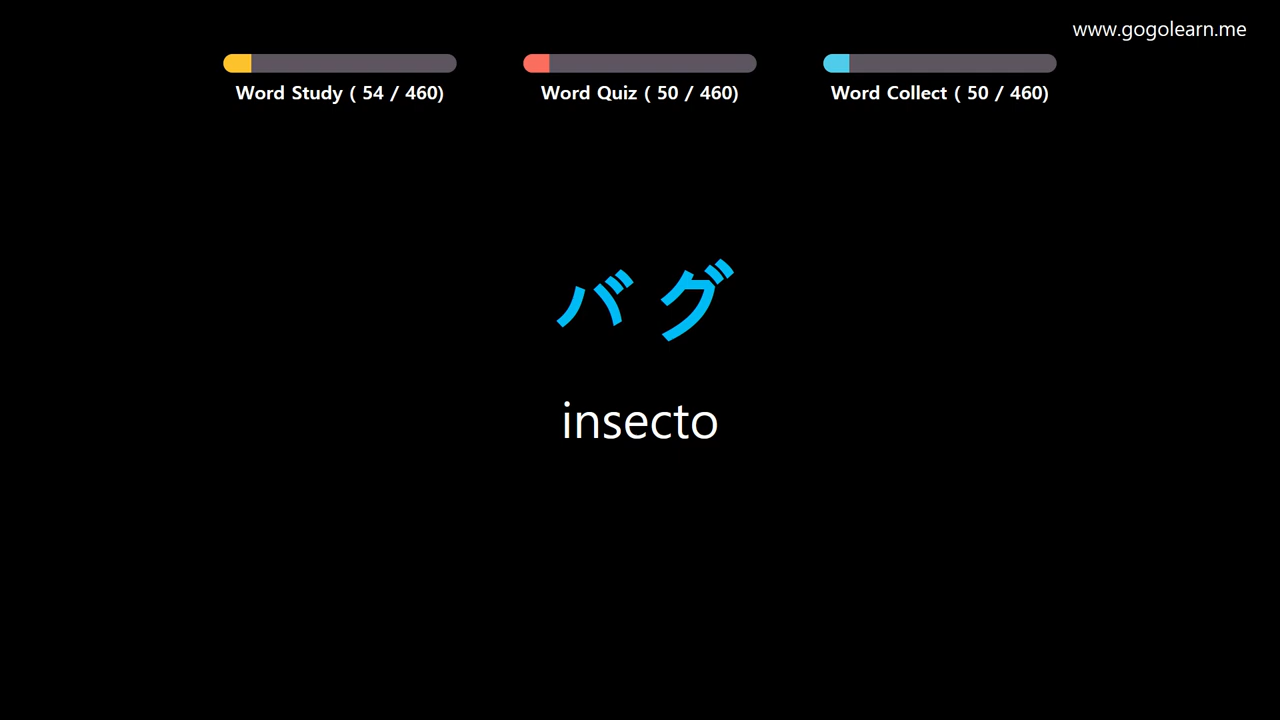 www.gogolearn.me
Word Study ( 54 / 460)
Word Quiz ( 50 / 460)
Word Collect ( 50 / 460)
バグ
insecto